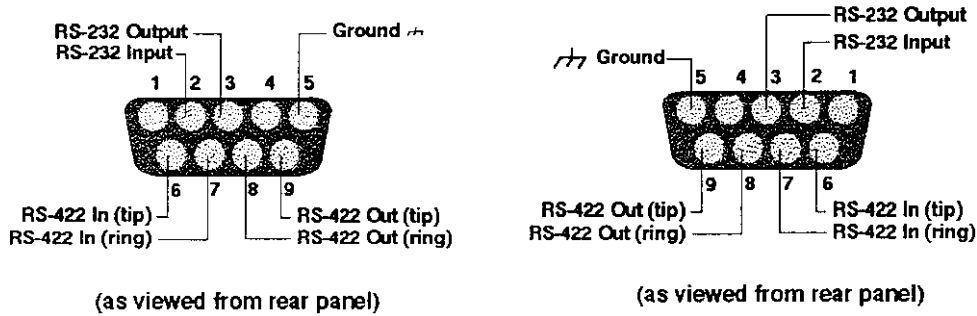 RS-232 Output
RS-232 Input
Ground
1 2 3 4 5
6 7 8 9
RS-422 In (tip)
RS-422 In (ring)
RS-422 Out (tip)
RS-422 Out (ring)
(as viewed from rear panel)
RS-232 Output
RS-232 Input
Ground
5 4 3 2 1
9 8 7 6
RS-422 Out (tip)
RS-422 Out (ring)
RS-422 In (tip)
RS-422 In (ring)
(as viewed from rear panel)